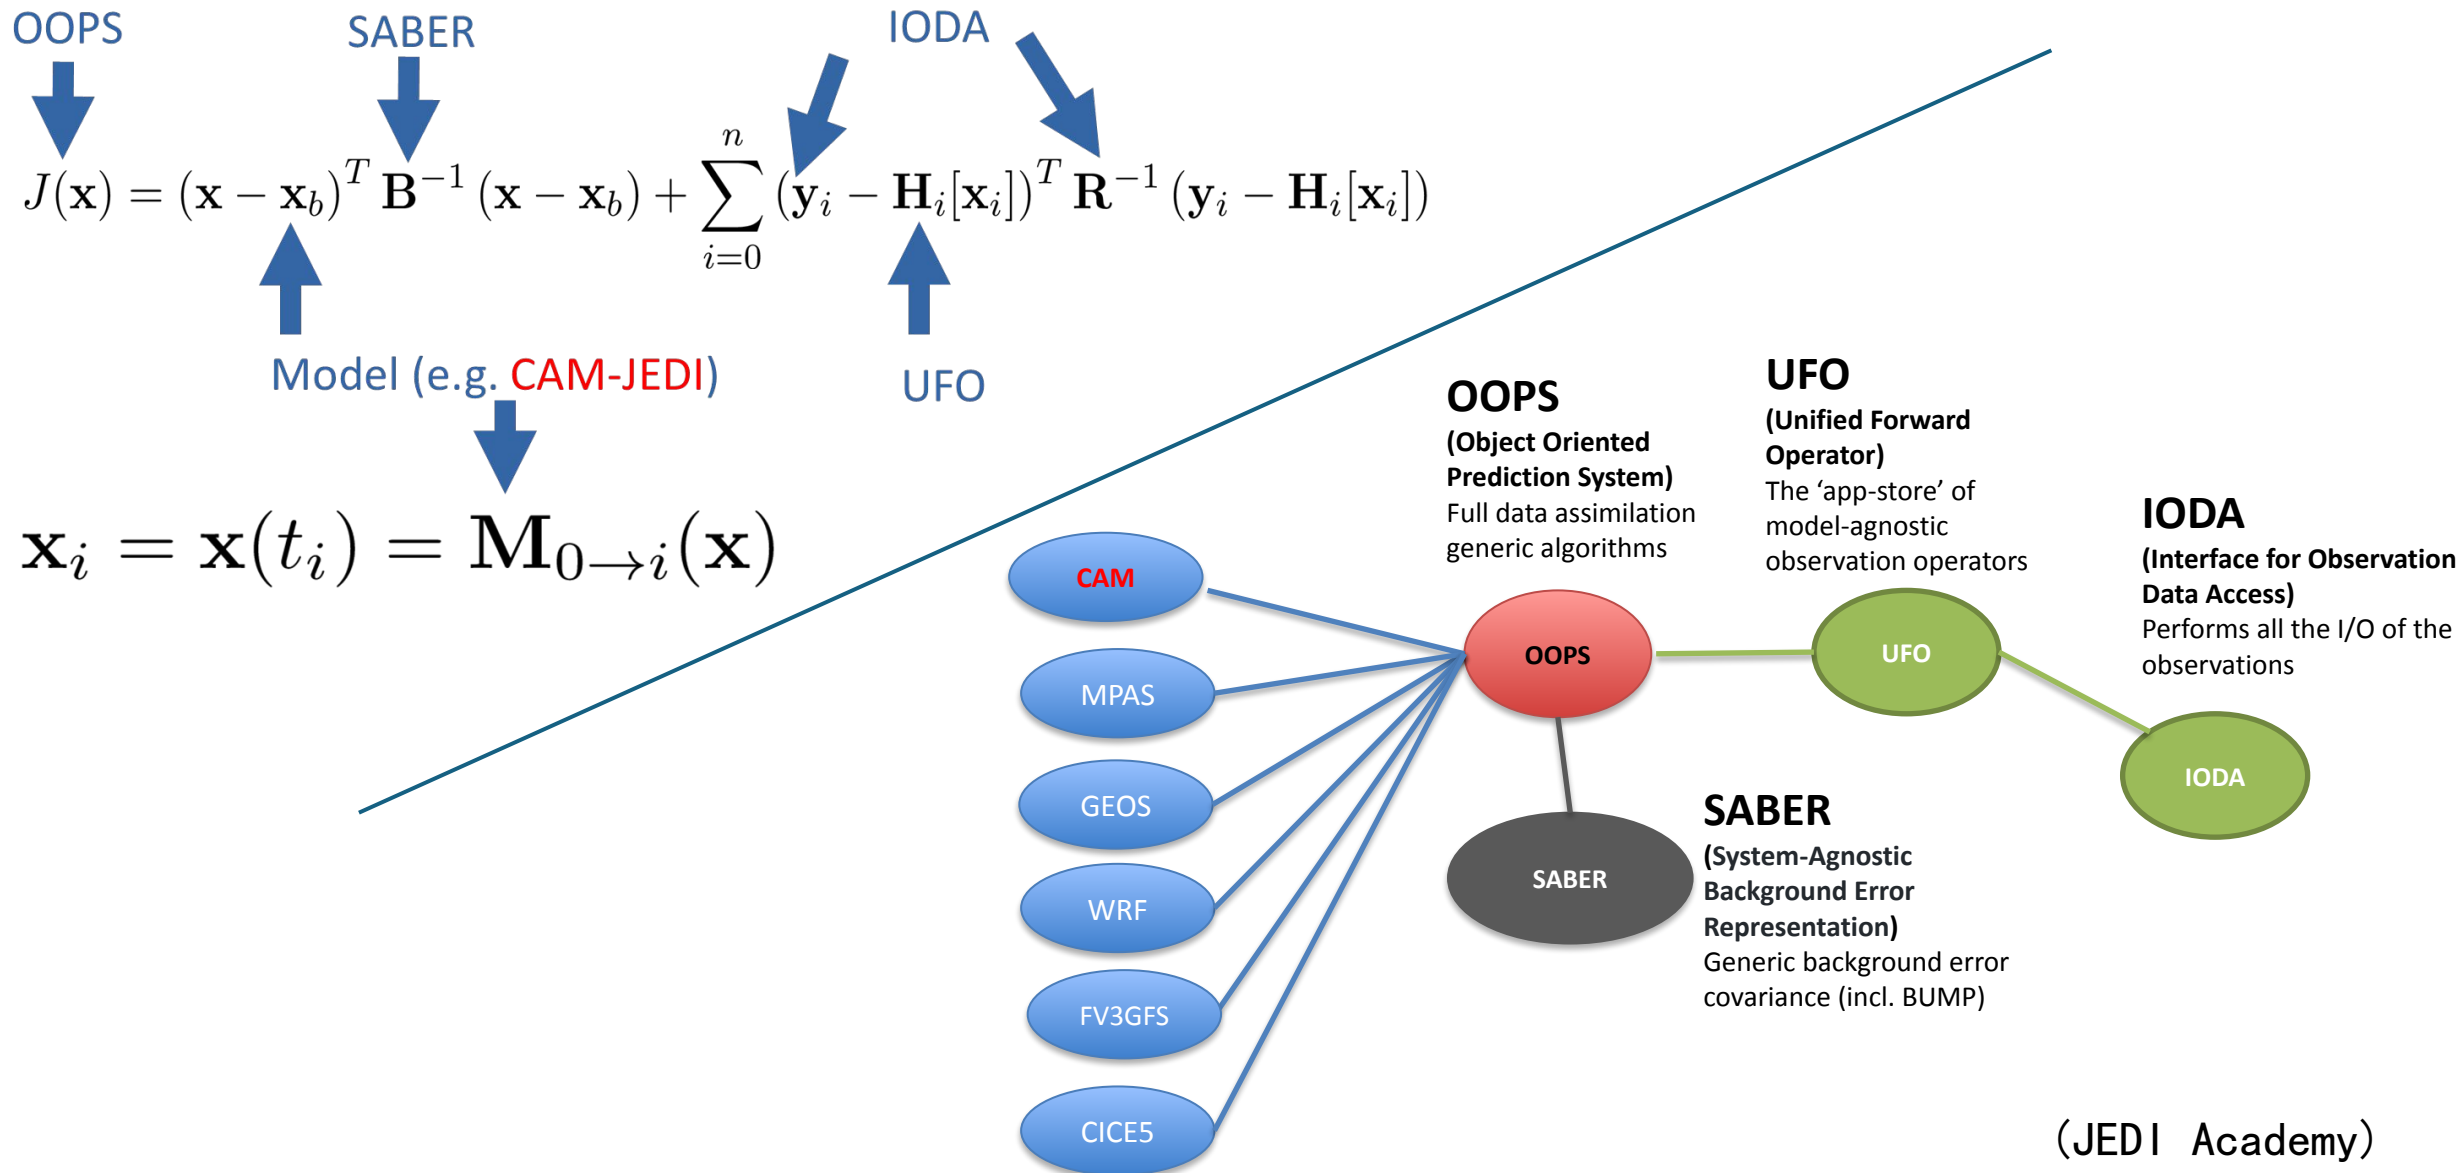 OOPS
SABER
IODA
J(x) = (x − x_b)^T B^{−1} (x − x_b) + \sum_{i=0}^{n} (y_i − H_i[x_i])^T R^{−1} (y_i − H_i[x_i])
Model (e.g. CAM-JEDI)
UFO
x_i = x(t_i) = M_{0→i}(x)
OOPS
(Object Oriented
Prediction System)
Full data assimilation
generic algorithms
UFO
(Unified Forward
Operator)
The ‘app-store’ of
model-agnostic
observation operators
IODA
(Interface for Observation
Data Access)
Performs all the I/O of the
observations
CAM
MPAS
GEOS
WRF
FV3GFS
CICE5
OOPS
UFO
IODA
SABER
SABER
(System-Agnostic
Background Error
Representation)
Generic background error
covariance (incl. BUMP)
(JEDI Academy)